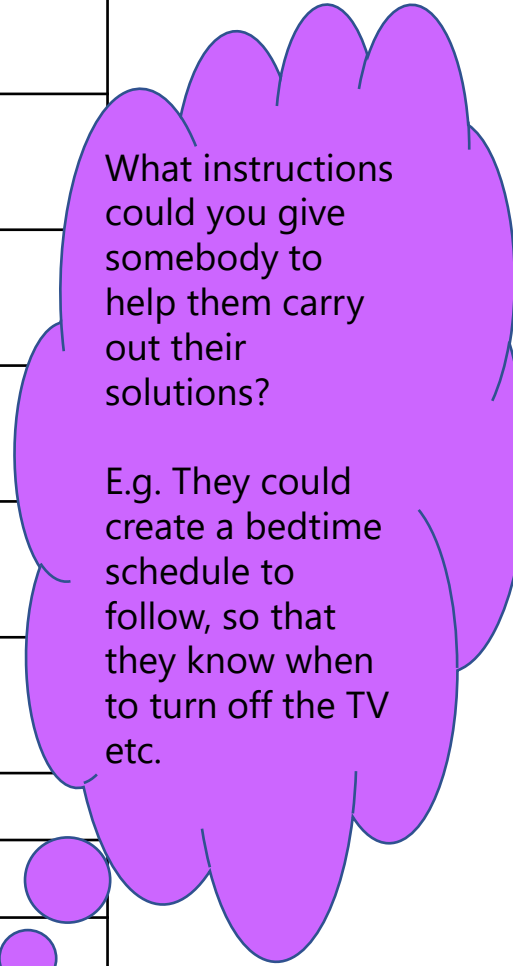 What instructions
could you give
somebody to
help them carry
out their
solutions?
E.g. They could
create a bedtime
schedule to
follow, so that
they know when
to turn off the TV
etc.